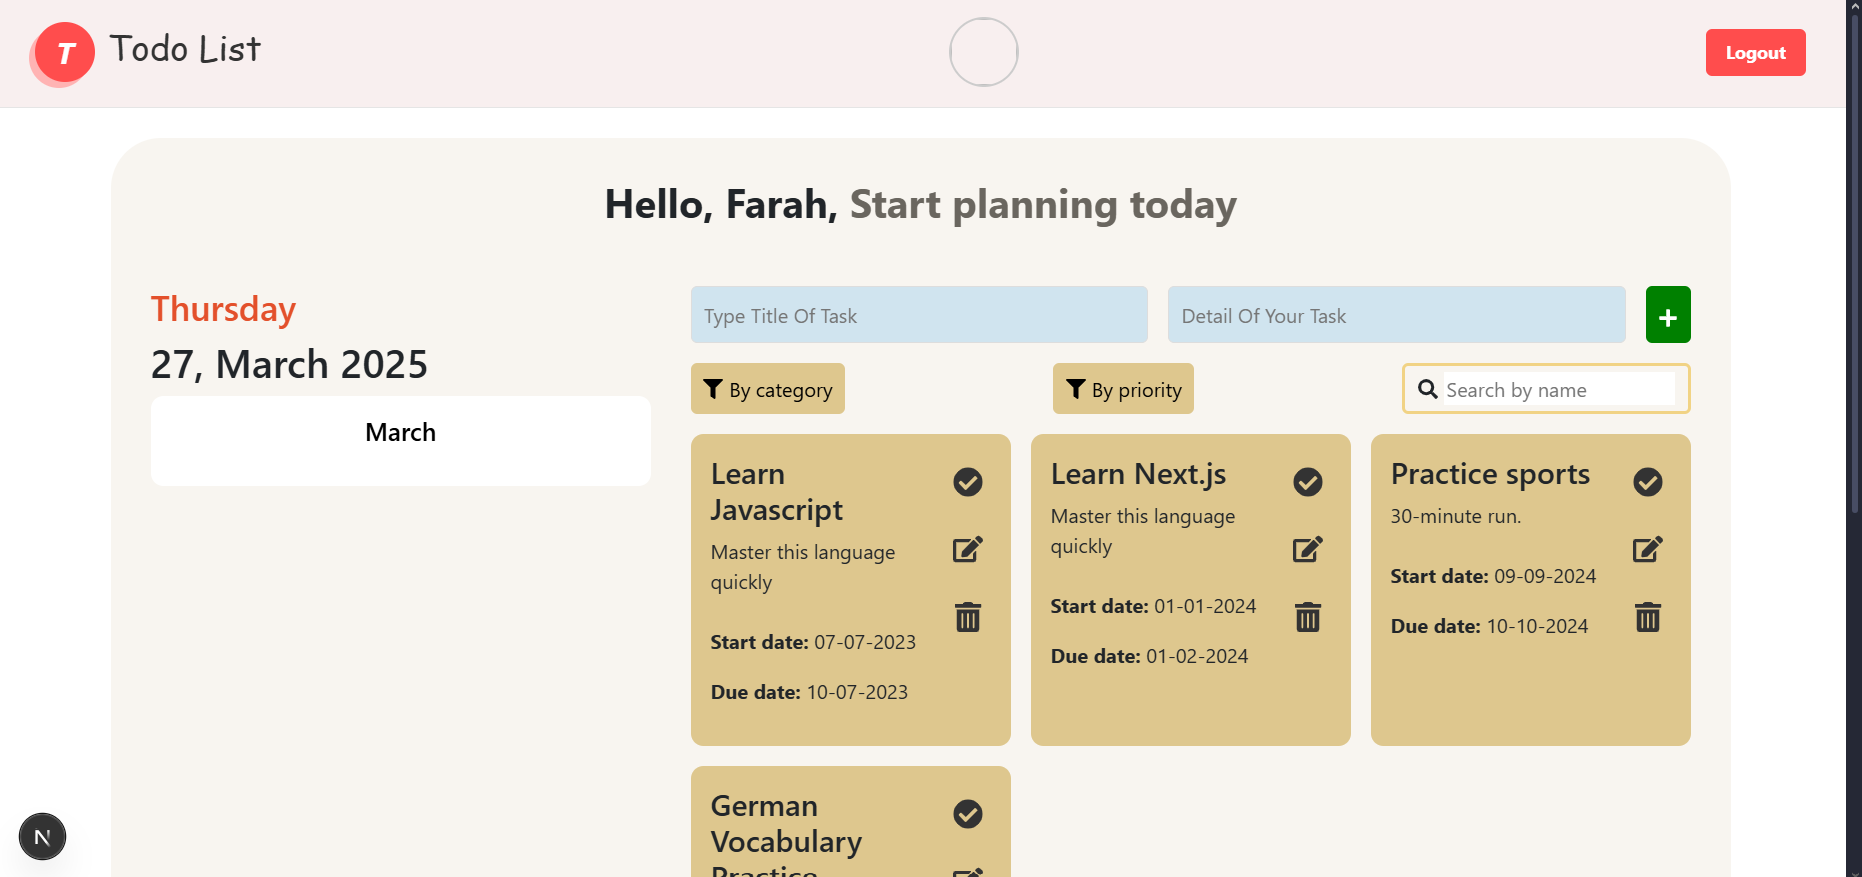 T
Todo List
Logout
Hello, Farah, Start planning today
Thursday
27, March 2025
March
Type Title Of Task
Detail Of Your Task
+
By category
By priority
Search by name
Learn
Javascript
Master this language
quickly
Start date: 07-07-2023
Due date: 10-07-2023
Learn Next.js
Master this language
quickly
Start date: 01-01-2024
Due date: 01-02-2024
Practice sports
30-minute run.
Start date: 09-09-2024
Due date: 10-10-2024
German
Vocabulary
Practice
N